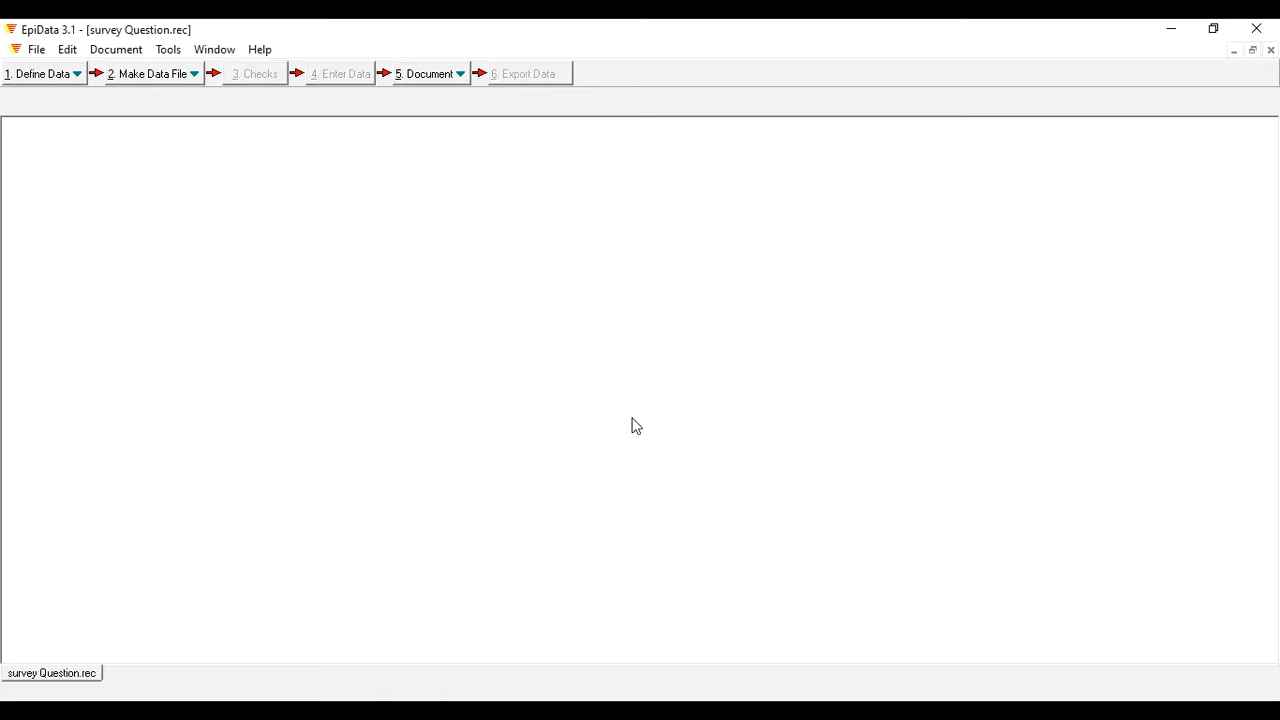 EpiData 3.1 - [survey Question.rec]
File Edit Document Tools Window Help
1. Define Data 2. Make Data File 3. Checks 4. Enter Data 5. Document 6. Export Data
survey Question.rec